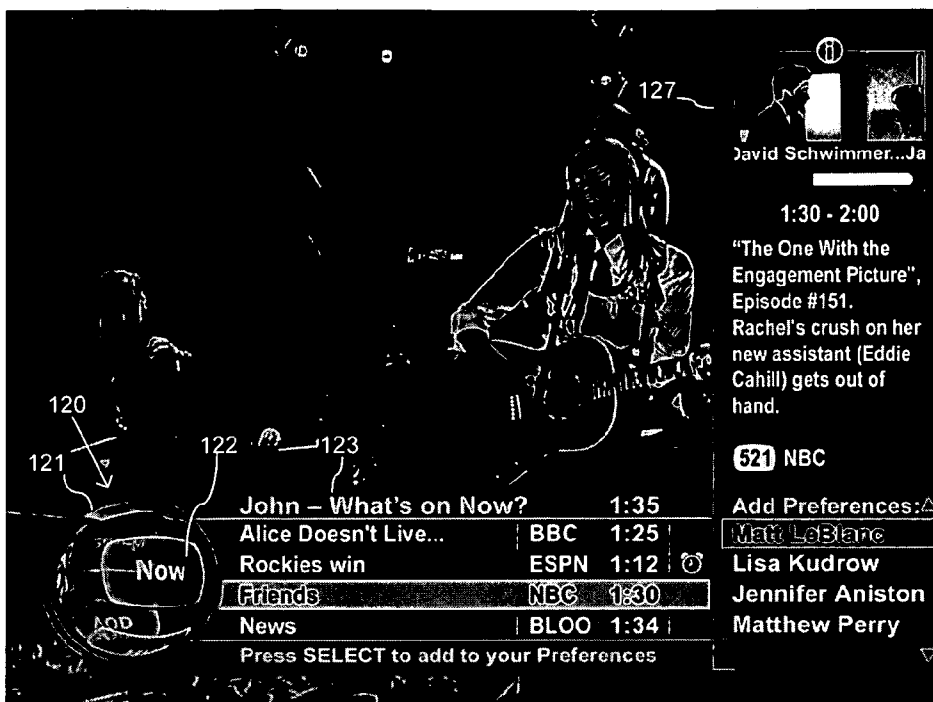 127
David Schwimmer...Ja
1:30 - 2:00
"The One With the
Engagement Picture",
Episode #151.
Rachel's crush on her
new assistant (Eddie
Cahill) gets out of
hand.
521 NBC
Add Preferences:
Matt LeBlanc
Lisa Kudrow
Jennifer Aniston
Matthew Perry
120
121
122
123
Now
AOD
John – What's on Now? 1:35
Alice Doesn't Live... BBC 1:25
Rockies win ESPN 1:12
Friends NBC 1:30
News BLOO 1:34
Press SELECT to add to your Preferences